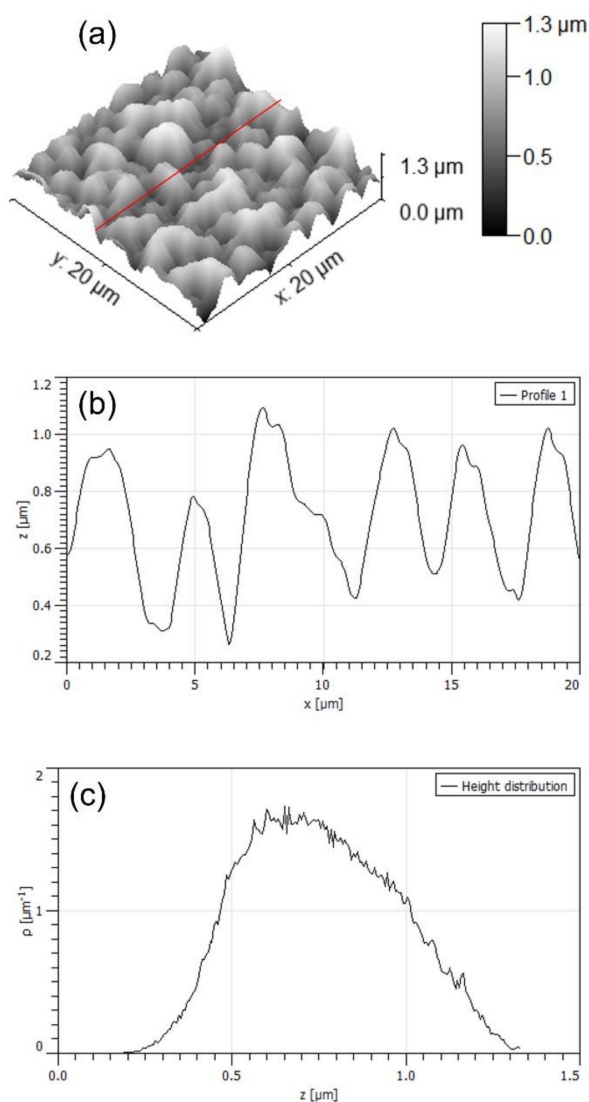 (a)
1.3 µm
1.0
0.5
0.0
1.3 µm
0.0 µm
y: 20 µm
x: 20 µm
(b)
Profile 1
1.2
1.0
0.8
0.6
0.4
0.2
z [µm]
0
5
10
15
20
x [µm]
(c)
Height distribution
2
1
0
ρ [µm⁻¹]
0.0
0.5
1.0
1.5
z [µm]